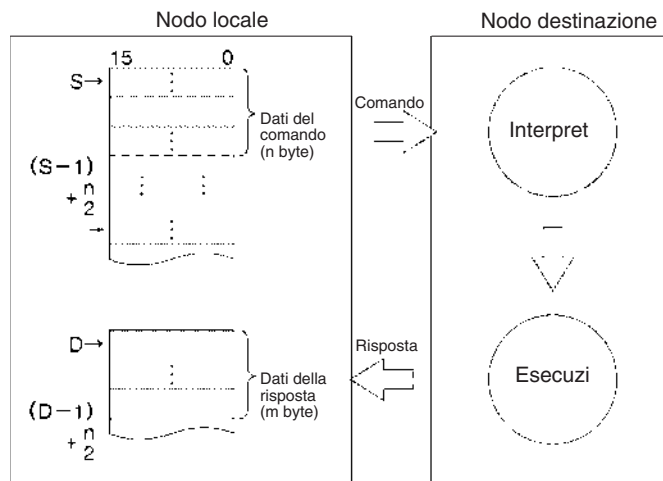 Nodo locale
Nodo destinazione
15 0
S→
Dati del
comando
(n byte)
(S−1)
+ n
2
→
Comando
Interpret
D→
Dati della
risposta
(m byte)
(D−1)
+ n
2
Risposta
Esecuzi